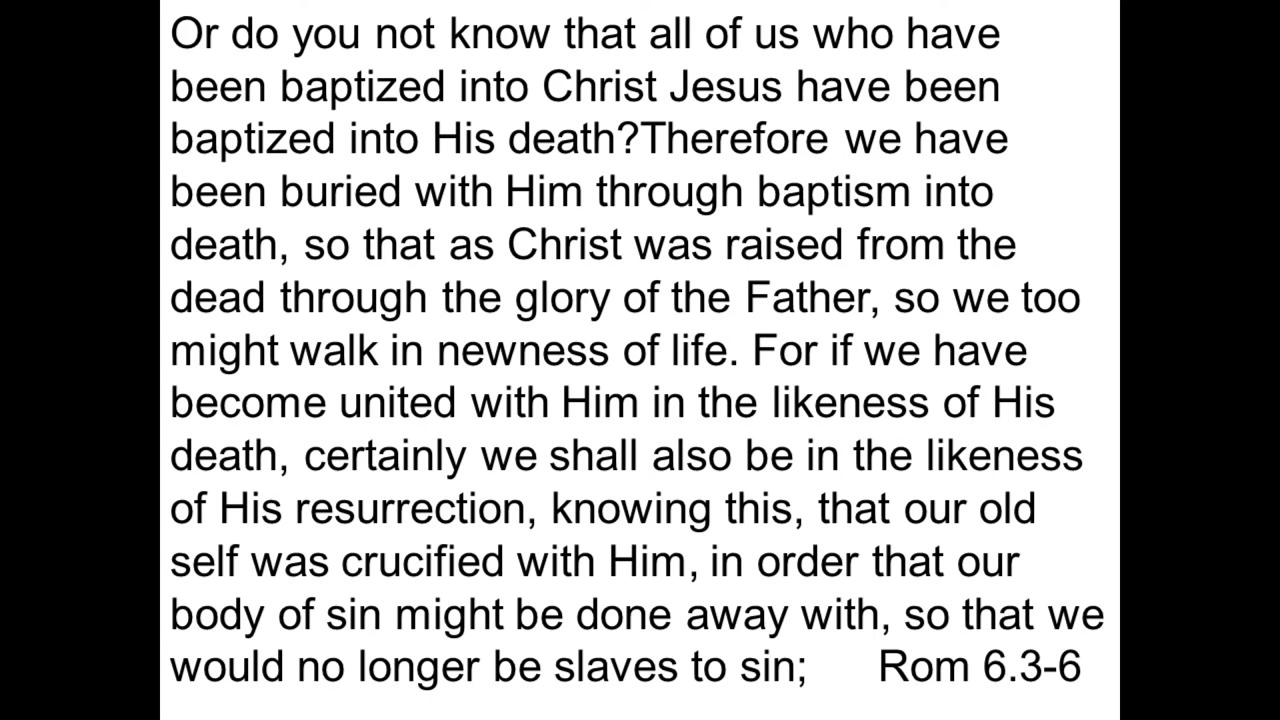 Or do you not know that all of us who have
been baptized into Christ Jesus have been
baptized into His death?Therefore we have
been buried with Him through baptism into
death, so that as Christ was raised from the
dead through the glory of the Father, so we too
might walk in newness of life. For if we have
become united with Him in the likeness of His
death, certainly we shall also be in the likeness
of His resurrection, knowing this, that our old
self was crucified with Him, in order that our
body of sin might be done away with, so that we
would no longer be slaves to sin; Rom 6.3-6